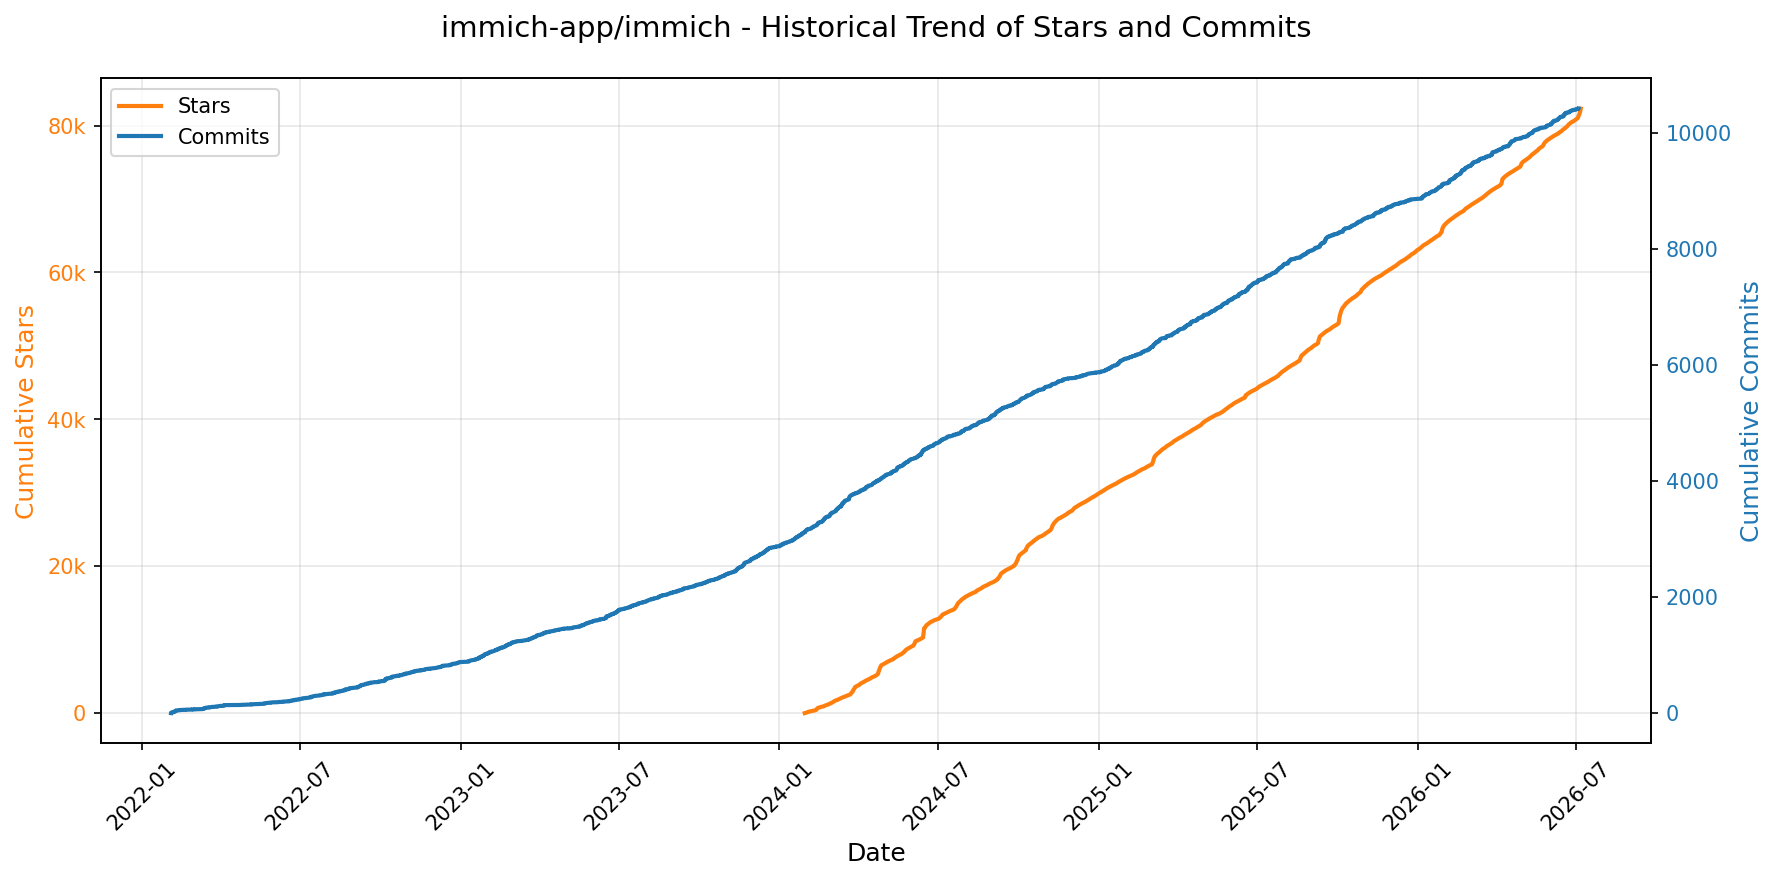 immich-app/immich - Historical Trend of Stars and Commits
Stars
Commits
80k
60k
40k
20k
0
Cumulative Stars
10000
8000
6000
4000
2000
0
Cumulative Commits
2022-01
2022-07
2023-01
2023-07
2024-01
2024-07
2025-01
2025-07
2026-01
2026-07
Date